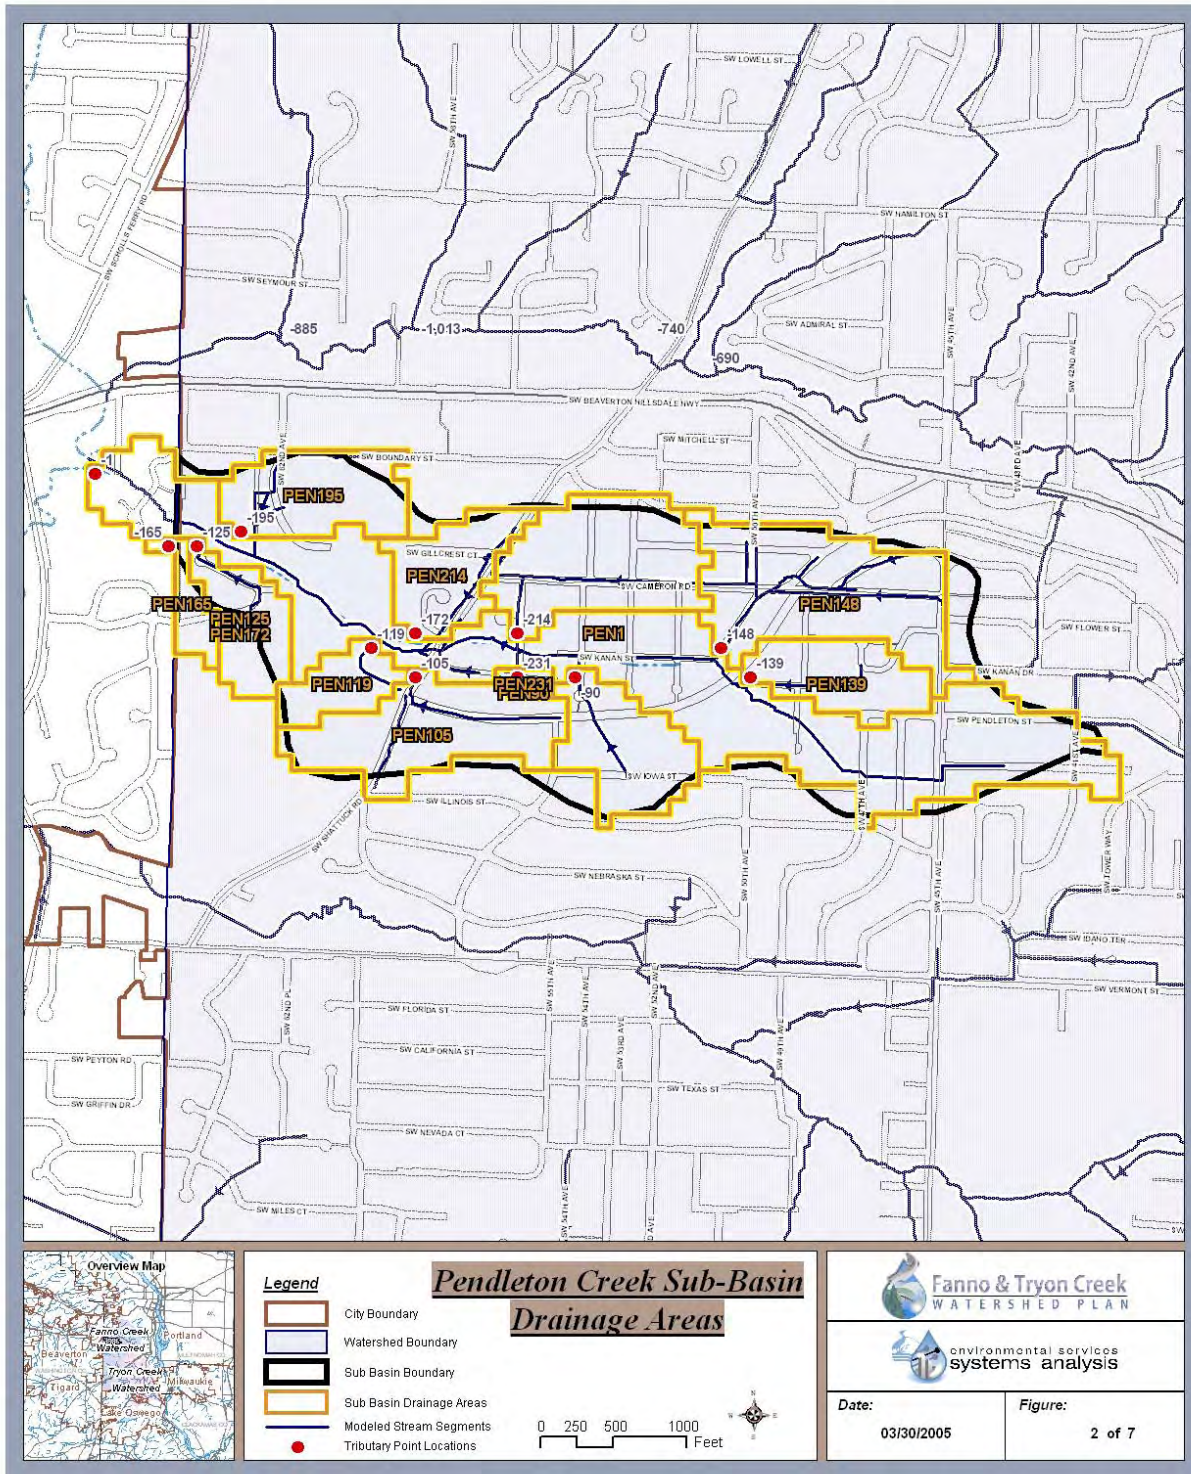 SW LOWELL ST
SW 56TH AVE
SW SCHOLLS FERRY RD
SW HAMILTON ST
SW SEYMOUR ST
-885
-1,013
-740
-690
SW ADMIRAL ST
SW 45TH AVE
SW 42ND AVE
SW BEAVERTON HILLSDALE HWY
SW MITCHELL ST
SW BOUNDARY ST
SW 62ND AVE
SW 43RD AVE
SW 50TH AVE
-1
PEN195
-195
-165
-125
SW GILLCREST CT
PEN214
SW CAMERON RD
PEN165
PEN125
PEN172
-172
-214
PEN1
PEN148
SW FLOWER ST
-119
-148
-105
-231
SW KANAN ST
-139
SW KANAN DR
PEN119
PEN231
PEN90
-90
PEN139
PEN105
SW PENDLETON ST
SW 41ST AVE
SW IOWA ST
SW ILLINOIS ST
SW SHATTUCK RD
SW 47TH AVE
SW TOWER WAY
SW NEBRASKA ST
SW 50TH AVE
SW 45TH AVE
SW IDAHO TER
SW VERMONT ST
SW 62ND PL
SW 55TH AVE
SW 54TH AVE
SW 53RD AVE
SW 52ND AVE
SW 49TH AVE
SW FLORIDA ST
SW CALIFORNIA ST
SW PEYTON RD
SW TEXAS ST
SW GRIFFIN DR
SW NEVADA CT
SW MILES CT
SW 54TH AVE
D AVE
Overview Map
Fanno Creek
Watershed
Portland
Beaverton
Tryon Creek
Watershed
Milwaukie
Tigard
Lake Oswego
Legend
City Boundary
Watershed Boundary
Sub Basin Boundary
Sub Basin Drainage Areas
Modeled Stream Segments
Tributary Point Locations
Pendleton Creek Sub-Basin
Drainage Areas
0 250 500 1000
Feet
N
W E
S
Fanno & Tryon Creek
WATERSHED PLAN
environmental services
systems analysis
Date:
03/30/2005
Figure:
2 of 7